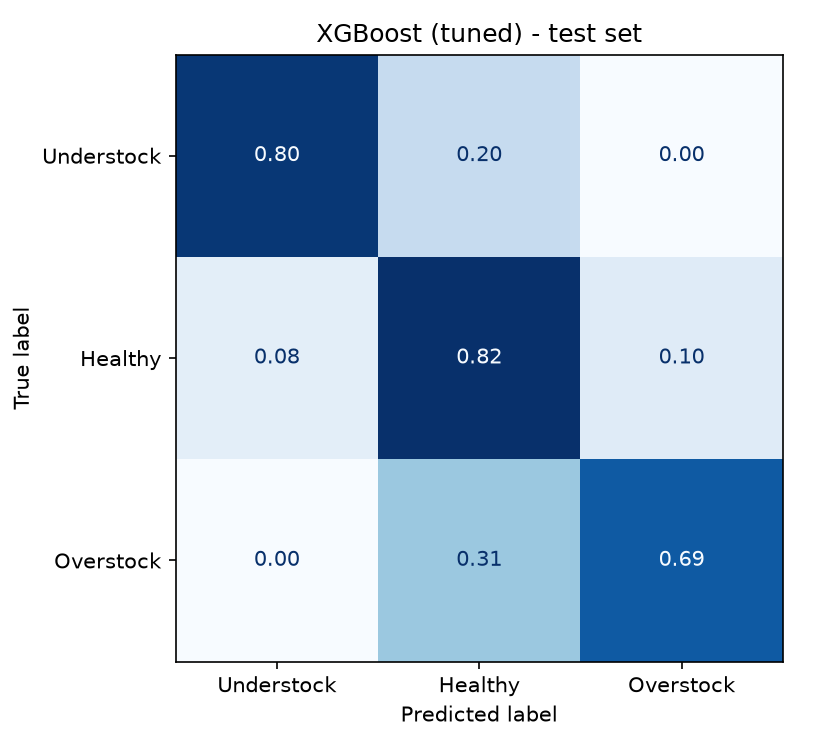 XGBoost (tuned) - test set
Understock
0.80 0.20 0.00
Healthy
0.08 0.82 0.10
Overstock
0.00 0.31 0.69
True label
Understock Healthy Overstock
Predicted label